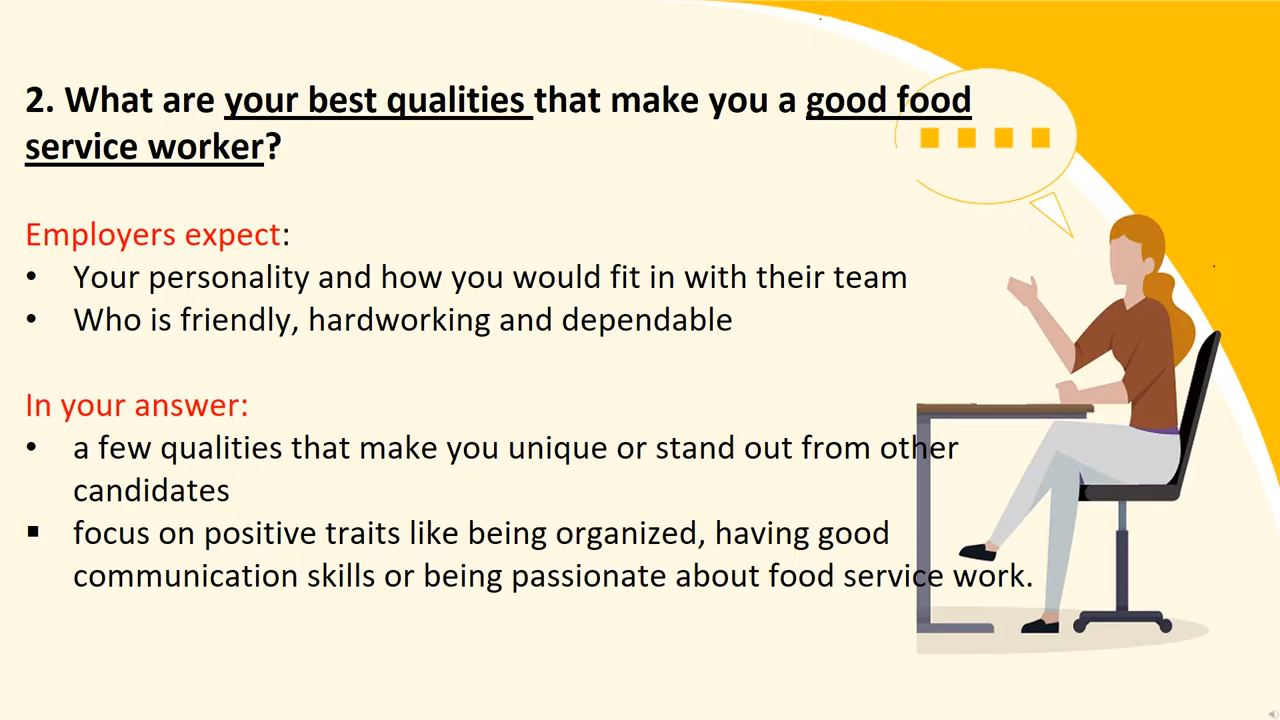 2. What are your best qualities that make you a good food
service worker?
Employers expect:
• Your personality and how you would fit in with their team
• Who is friendly, hardworking and dependable
In your answer:
• a few qualities that make you unique or stand out from other
candidates
▪ focus on positive traits like being organized, having good
communication skills or being passionate about food service work.